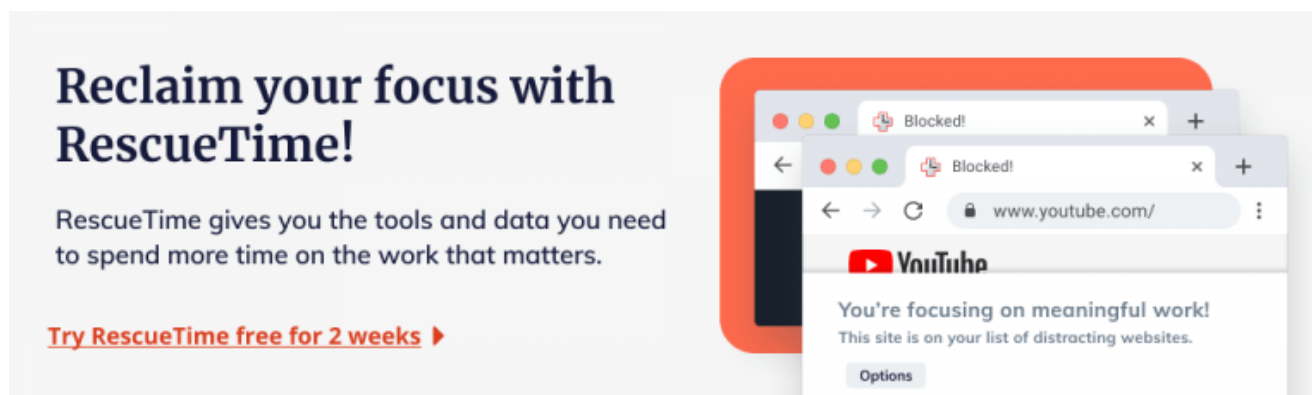 Reclaim your focus with
RescueTime!
RescueTime gives you the tools and data you need
to spend more time on the work that matters.
Try RescueTime free for 2 weeks
Blocked!
Blocked!
www.youtube.com/
YouTube
You're focusing on meaningful work!
This site is on your list of distracting websites.
Options